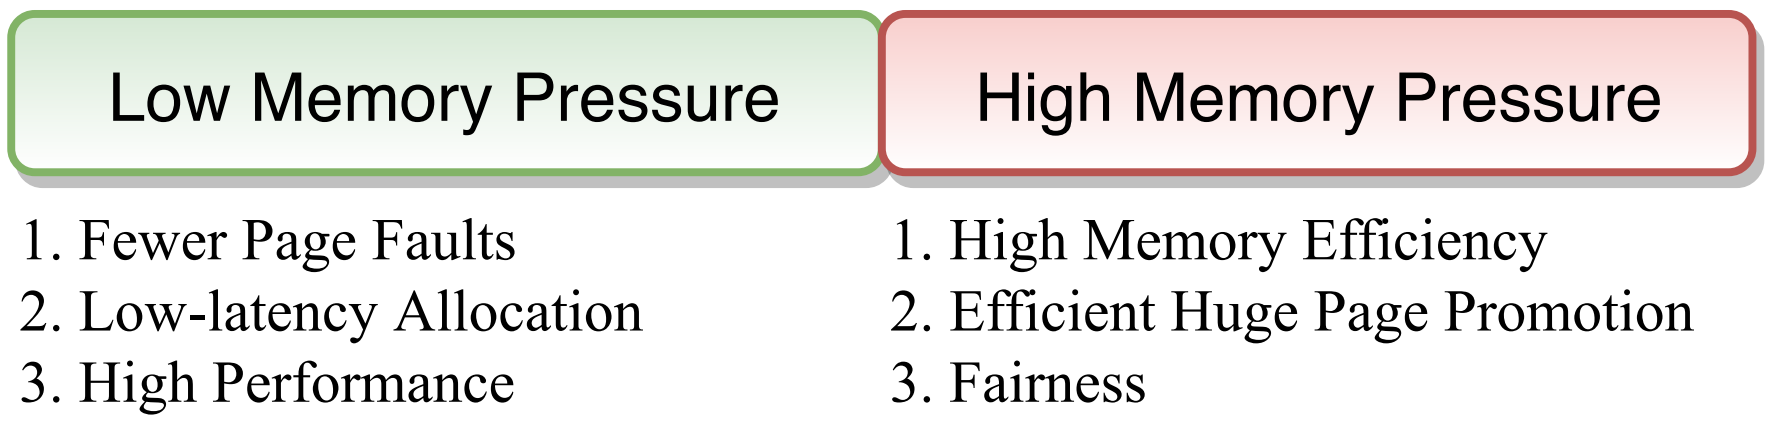 Low Memory Pressure
1. Fewer Page Faults
2. Low-latency Allocation
3. High Performance
High Memory Pressure
1. High Memory Efficiency
2. Efficient Huge Page Promotion
3. Fairness